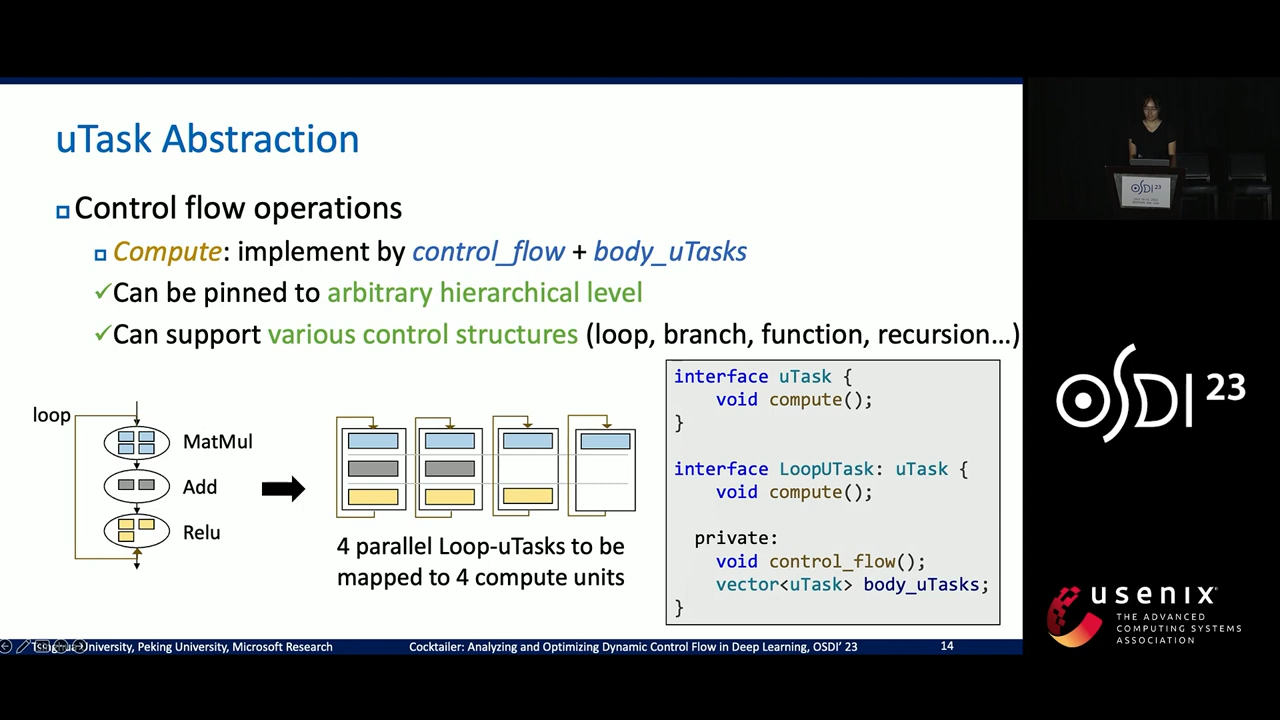 uTask Abstraction
Control flow operations
Compute: implement by control_flow + body_uTasks
✓Can be pinned to arbitrary hierarchical level
✓Can support various control structures (loop, branch, function, recursion…)
loop
MatMul
Add
Relu
4 parallel Loop-uTasks to be
mapped to 4 compute units
interface uTask {
void compute();
}
interface LoopUTask: uTask {
void compute();
private:
void control_flow();
vector<uTask> body_uTasks;
}
University, Peking University, Microsoft Research
Cocktailer: Analyzing and Optimizing Dynamic Control Flow in Deep Learning, OSDI' 23
14
OSDI 23
OSDI 23
usenix
THE ADVANCED
COMPUTING SYSTEMS
ASSOCIATION